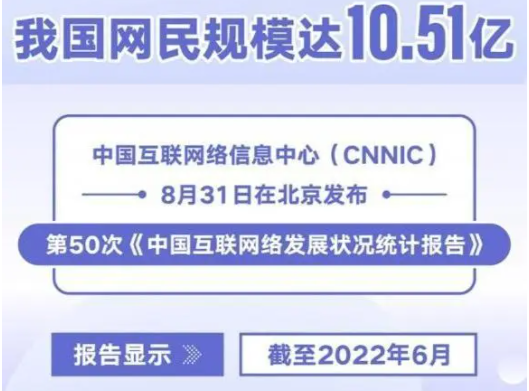 我国网民规模达10.51亿
中国互联网络信息中心（CNNIC）
8月31日在北京发布
第50次《中国互联网络发展状况统计报告》
报告显示
截至2022年6月